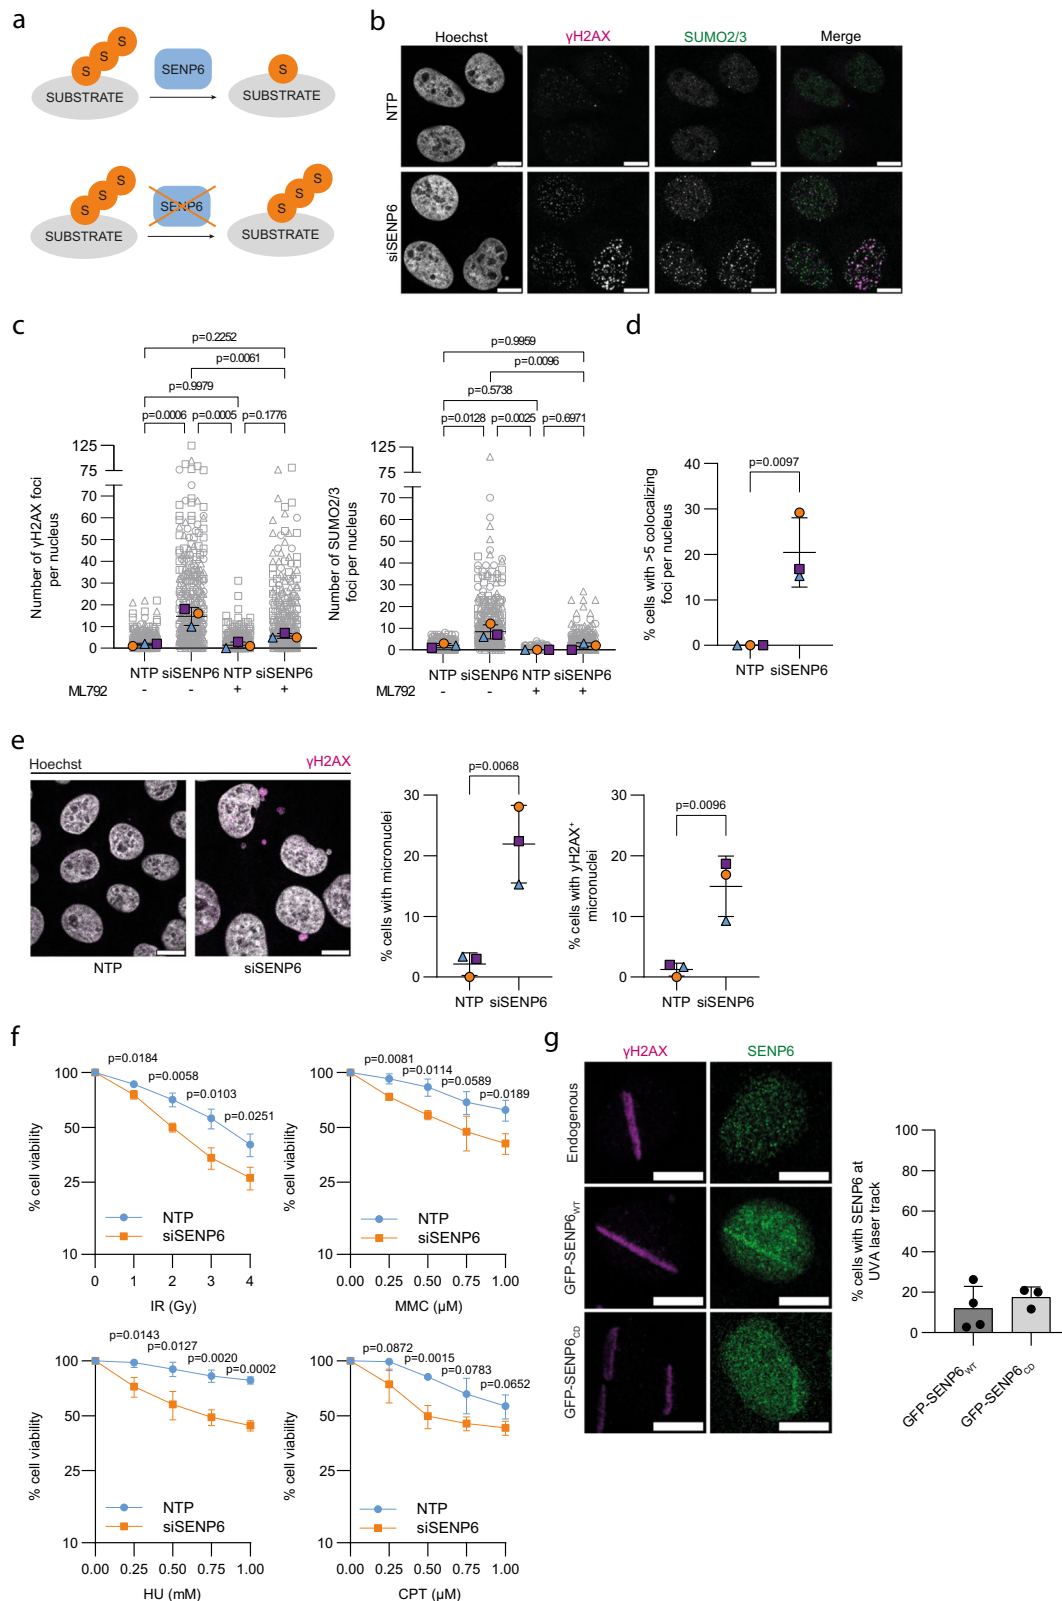 a
S S S
SENP6
S
SUBSTRATE
SUBSTRATE
S S S
SENP6
S S S
SUBSTRATE
SUBSTRATE
b
Hoechst γH2AX SUMO2/3 Merge
NTP
siSENP6
c
p=0.2252
p=0.0061
p=0.9979
p=0.0006 p=0.0005 p=0.1776
Number of γH2AX foci
per nucleus
125
75
70
60
50
40
30
20
10
0
NTP siSENP6 NTP siSENP6
ML792 - - + +
p=0.9959
p=0.0096
p=0.5738
p=0.0128 p=0.0025 p=0.6971
Number of SUMO2/3
foci per nucleus
125
75
70
60
50
40
30
20
10
0
NTP siSENP6 NTP siSENP6
- - + +
d
p=0.0097
% cells with >5 colocalizing
foci per nucleus
40
30
20
10
0
NTP siSENP6
e
Hoechst γH2AX
NTP siSENP6
p=0.0068
% cells with micronuclei
30
20
10
0
NTP siSENP6
p=0.0096
% cells with γH2AX⁺
micronuclei
30
20
10
0
NTP siSENP6
f
p=0.0184
p=0.0058
p=0.0103
p=0.0251
% cell viability
100
50
25
10
NTP
siSENP6
0 1 2 3 4
IR (Gy)
p=0.0081
p=0.0114
p=0.0589
p=0.0189
% cell viability
100
50
25
10
NTP
siSENP6
0.00 0.25 0.50 0.75 1.00
MMC (μM)
p=0.0143
p=0.0127
p=0.0020
p=0.0002
% cell viability
100
50
25
10
NTP
siSENP6
0.00 0.25 0.50 0.75 1.00
HU (mM)
p=0.0872
p=0.0015
p=0.0783
p=0.0652
% cell viability
100
50
25
10
NTP
siSENP6
0.00 0.25 0.50 0.75 1.00
CPT (μM)
g
γH2AX SENP6
Endogenous
GFP-SENP6WT
GFP-SENP6CD
% cells with SENP6 at
UVA laser track
100
80
60
40
20
0
GFP-SENP6WT
GFP-SENP6CD